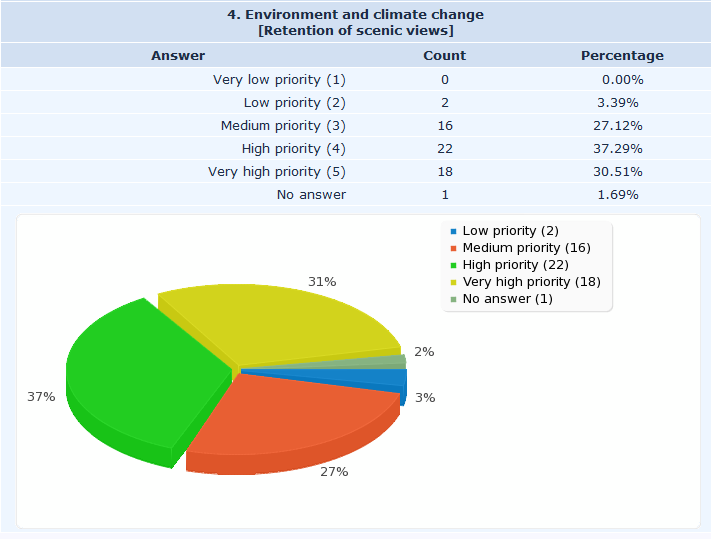 4. Environment and climate change
[Retention of scenic views]
Answer Count Percentage
Very low priority (1) 0 0.00%
Low priority (2) 2 3.39%
Medium priority (3) 16 27.12%
High priority (4) 22 37.29%
Very high priority (5) 18 30.51%
No answer 1 1.69%
Low priority (2)
Medium priority (16)
High priority (22)
Very high priority (18)
No answer (1)
31%
2%
37%
3%
27%